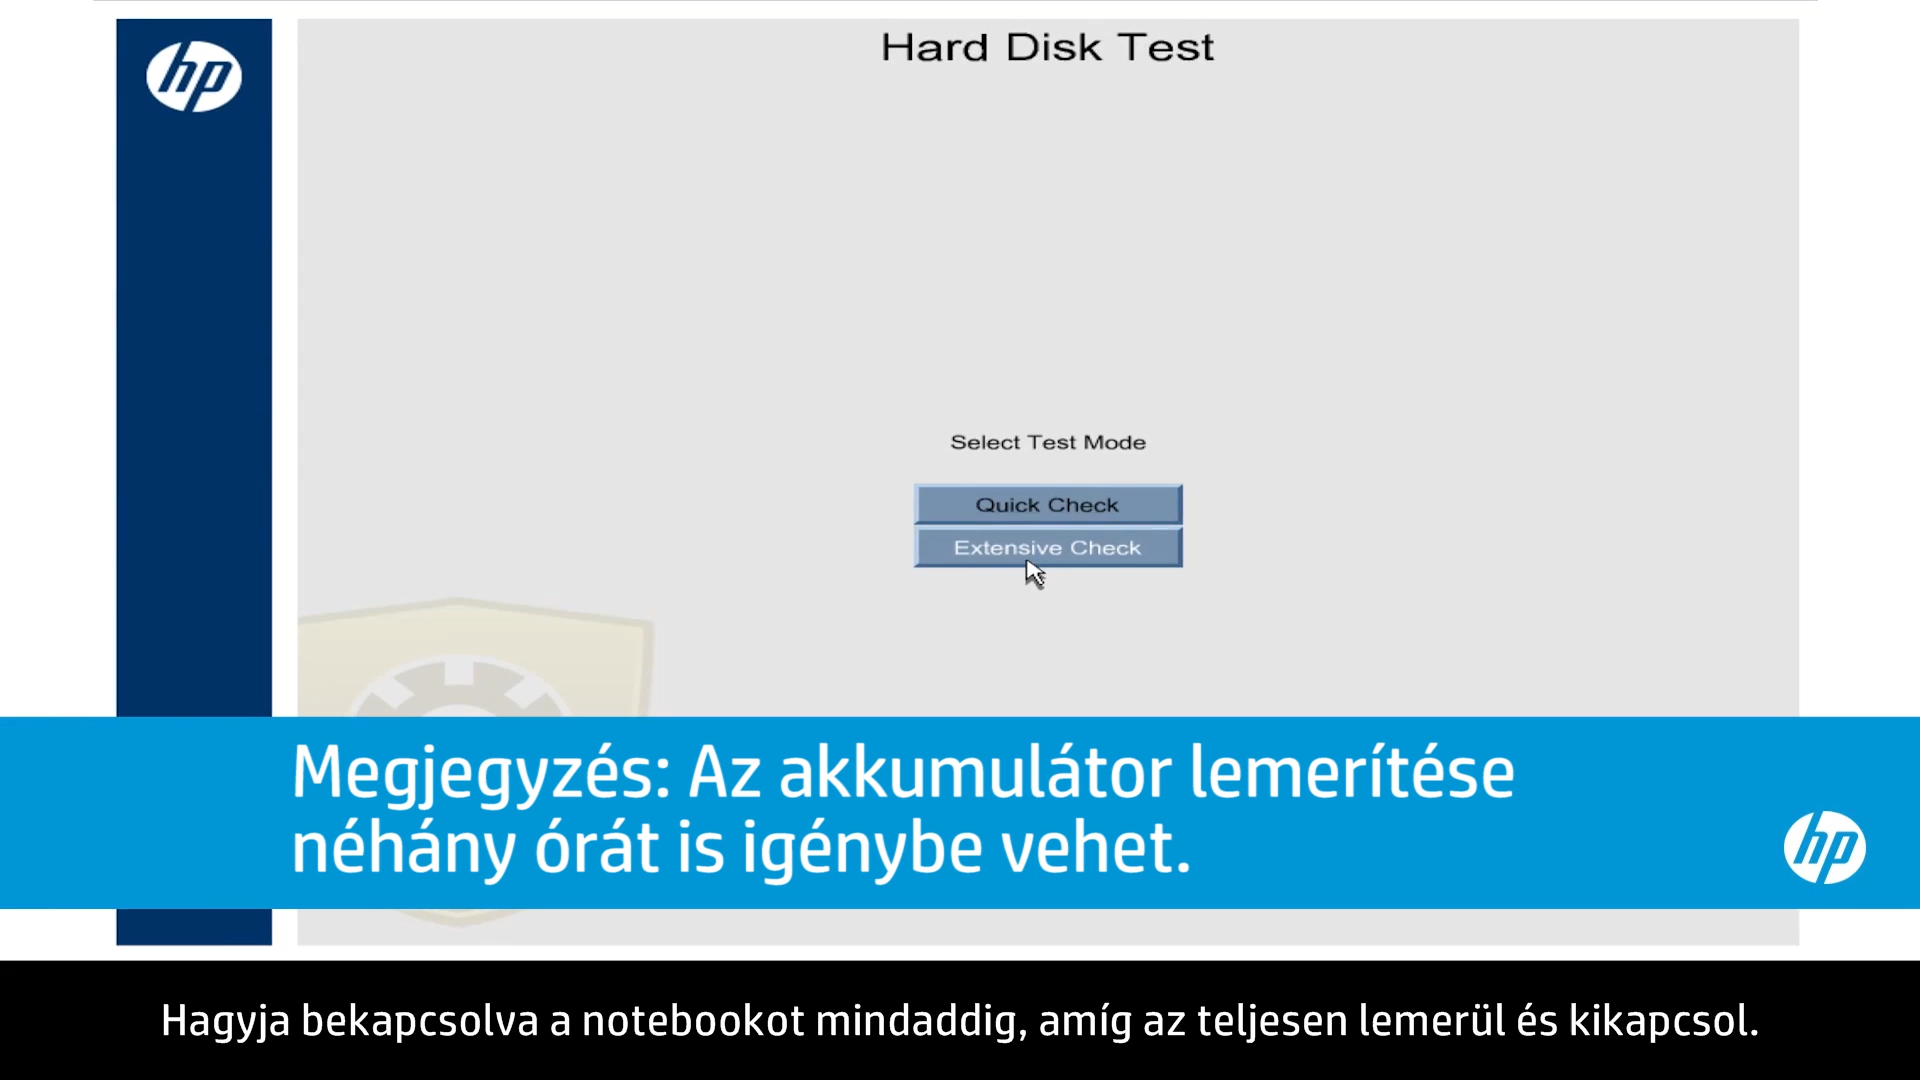 hp
Hard Disk Test
Select Test Mode
Quick Check
Extensive Check
Megjegyzés: Az akkumulátor lemerítése
néhány órát is igénybe vehet.
hp
Hagyja bekapcsolva a notebookot mindaddig, amíg az teljesen lemerül és kikapcsol.